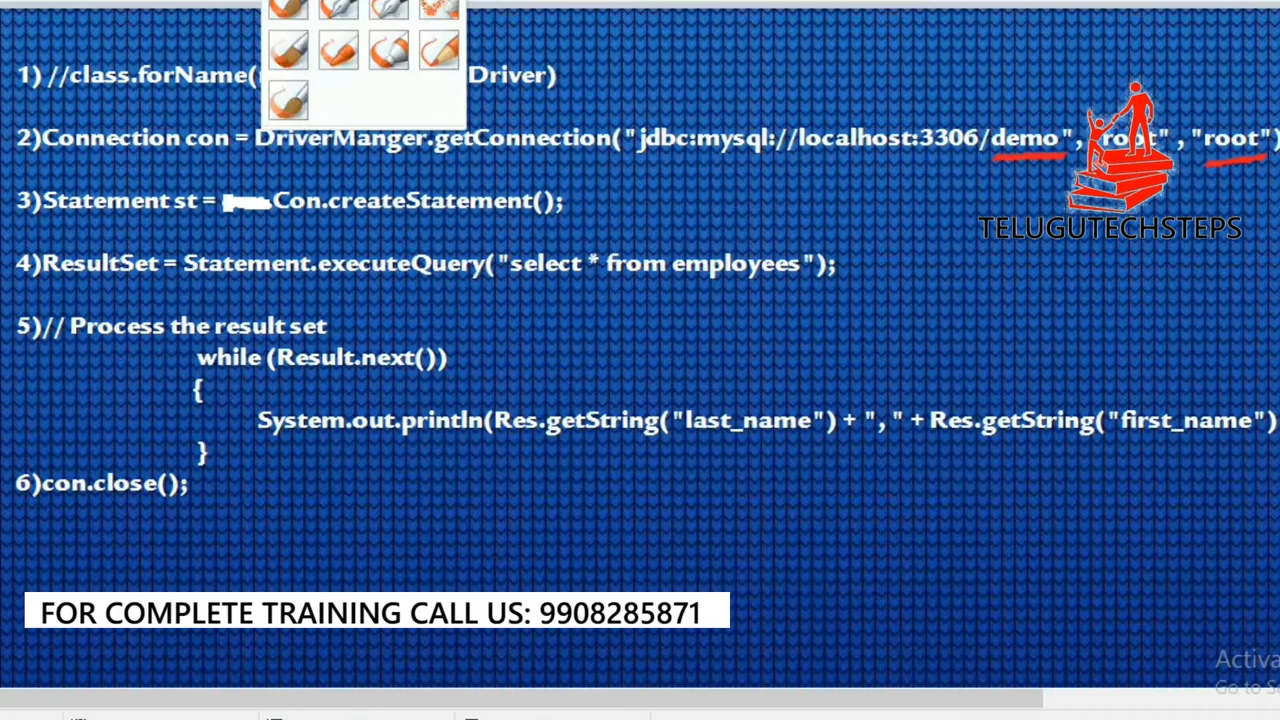 1) //class.forName( Driver)
2)Connection con = DriverManger.getConnection("jdbc:mysql://localhost:3306/demo", "root" , "root")
3)Statement st = Con.createStatement();
4)ResultSet = Statement.executeQuery("select * from employees");
5)// Process the result set
while (Result.next())
{
System.out.println(Res.getString("last_name") + ", " + Res.getString("first_name")
}
6)con.close();
TELUGUTECHSTEPS
FOR COMPLETE TRAINING CALL US: 9908285871